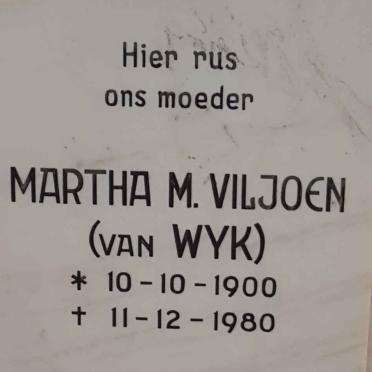 Hier rus
ons moeder
MARTHA M. VILJOEN
(VAN WYK)
* 10-10-1900
† 11-12-1980